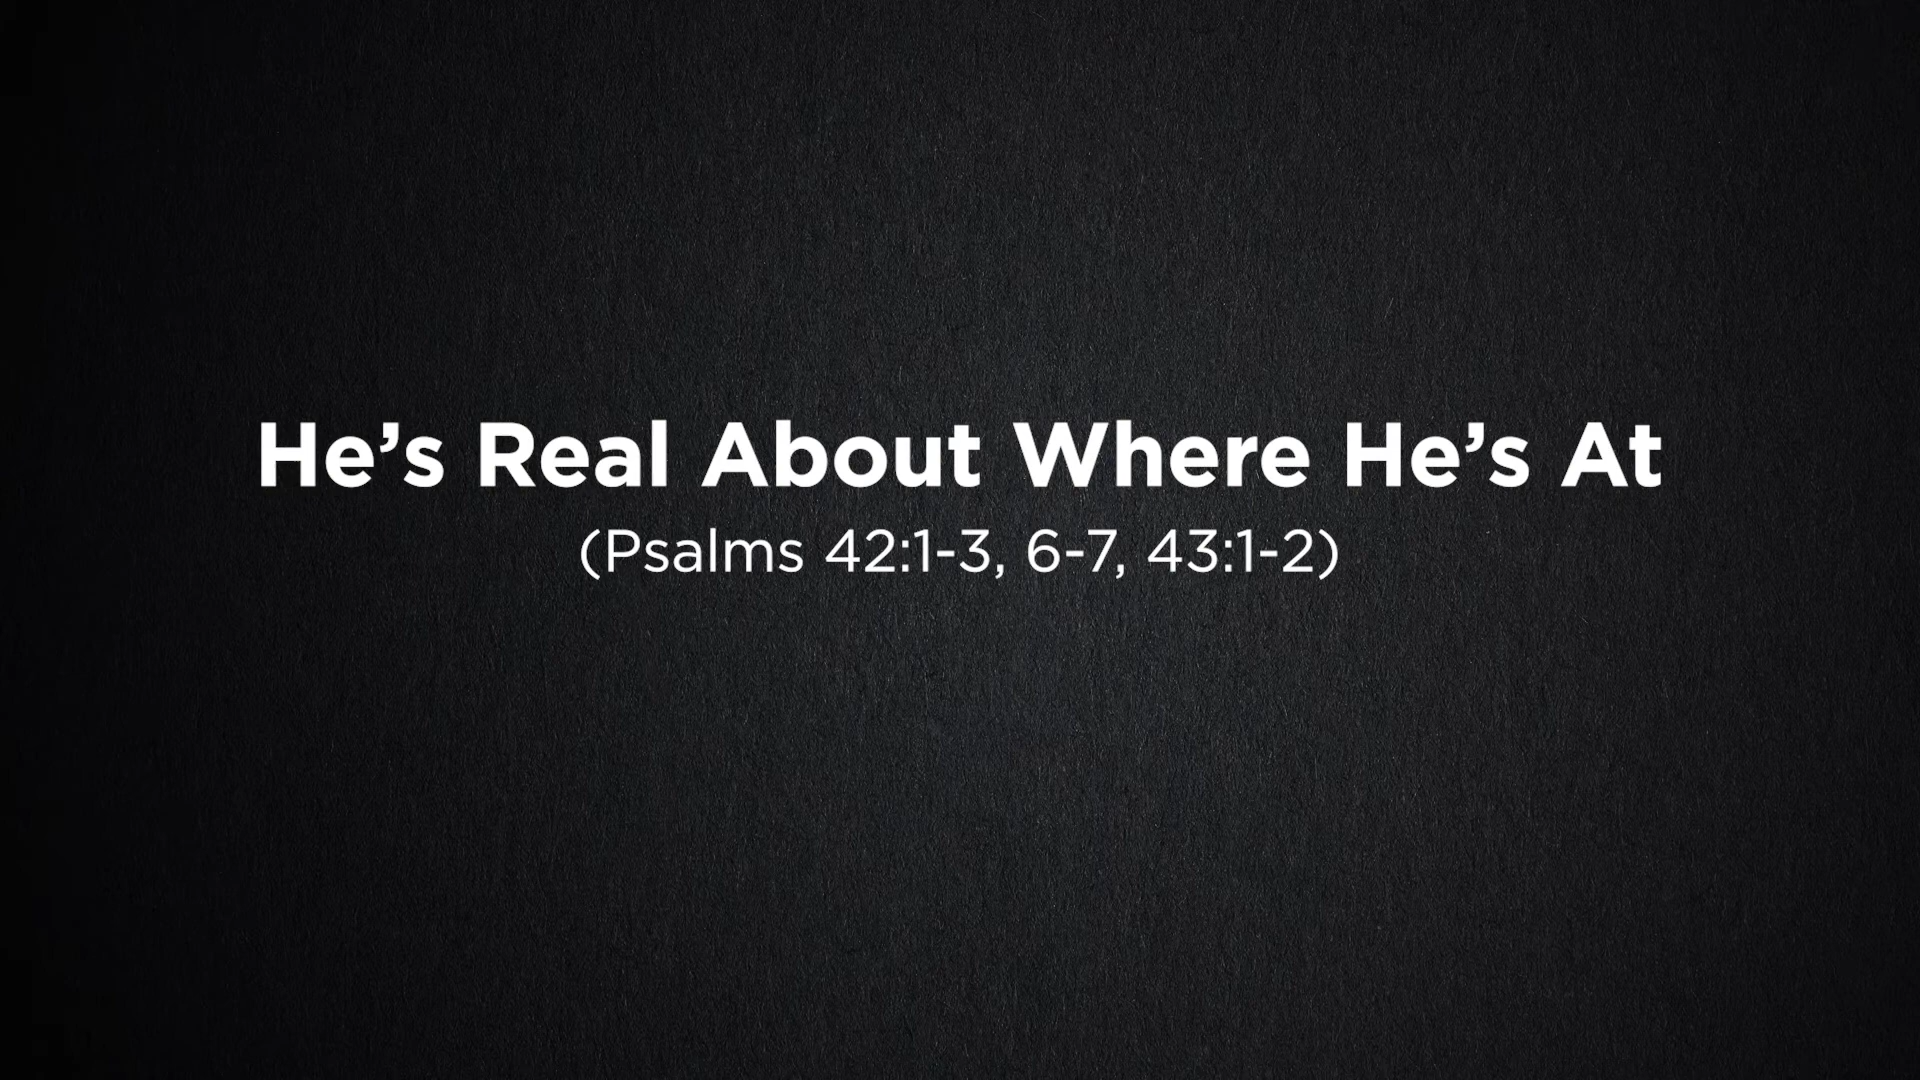 He’s Real About Where He’s At
(Psalms 42:1-3, 6-7, 43:1-2)